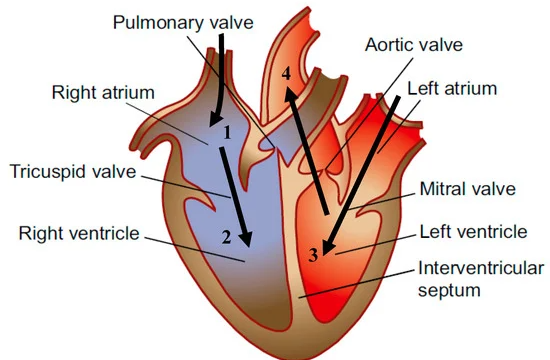 Pulmonary valve
Aortic valve
4
Right atrium
Left atrium
1
Tricuspid valve
Mitral valve
Right ventricle
2
Left ventricle
3
Interventricular
septum